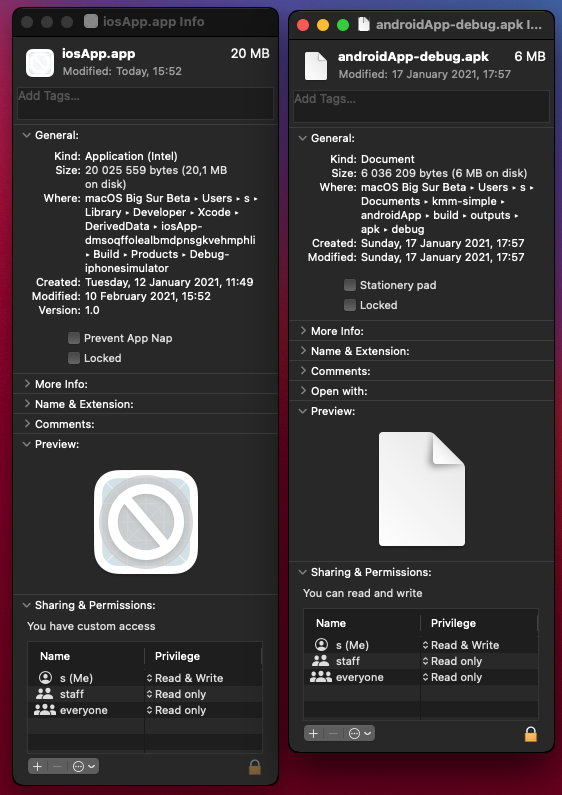 iosApp.app Info
iosApp.app 20 MB
Modified: Today, 15:52
Add Tags...
General:
Kind: Application (Intel)
Size: 20 025 559 bytes (20,1 MB
on disk)
Where: macOS Big Sur Beta ▸ Users ▸ s ▸
Library ▸ Developer ▸ Xcode ▸
DerivedData ▸ iosApp-
dmsoqffolealbmdpnsgkvehmphli
▸ Build ▸ Products ▸ Debug-
iphonesimulator
Created: Tuesday, 12 January 2021, 11:49
Modified: 10 February 2021, 15:52
Version: 1.0
Prevent App Nap
Locked
More Info:
Name & Extension:
Comments:
Preview:
Sharing & Permissions:
You have custom access
Name Privilege
s (Me) Read & Write
staff Read only
everyone Read only
androidApp-debug.apk I...
androidApp-debug.apk 6 MB
Modified: 17 January 2021, 17:57
Add Tags...
General:
Kind: Document
Size: 6 036 209 bytes (6 MB on disk)
Where: macOS Big Sur Beta ▸ Users ▸ s ▸
Documents ▸ kmm-simple ▸
androidApp ▸ build ▸ outputs ▸
apk ▸ debug
Created: Sunday, 17 January 2021, 17:57
Modified: Sunday, 17 January 2021, 17:57
Stationery pad
Locked
More Info:
Name & Extension:
Comments:
Open with:
Preview:
Sharing & Permissions:
You can read and write
Name Privilege
s (Me) Read & Write
staff Read only
everyone Read only